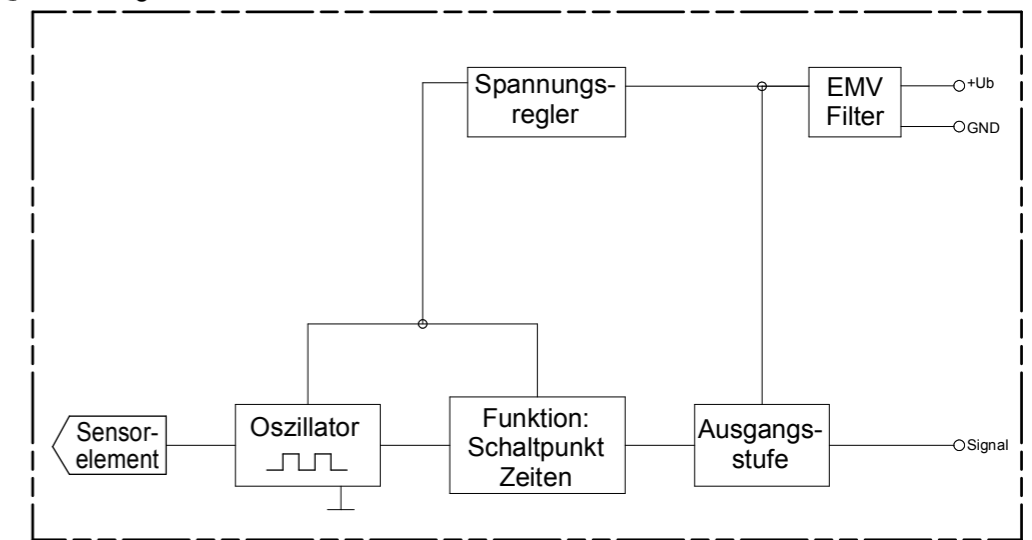 Spannungs-
regler
EMV
Filter
+Ub
GND
Sensor-
element
Oszillator
Funktion:
Schaltpunkt
Zeiten
Ausgangs-
stufe
Signal